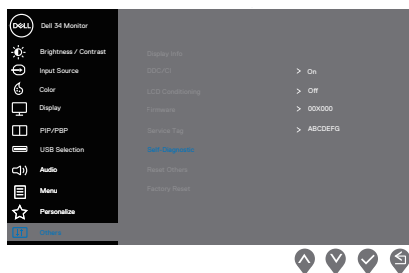 DELL
Dell 34 Monitor
Brightness / Contrast
Input Source
Color
Display
PIP/PBP
USB Selection
Audio
Menu
Personalize
Others
Display Info
DDC/CI > On
LCD Conditioning > Off
Firmware > 00X000
Service Tag > ABCDEFG
Self-Diagnostic
Reset Others
Factory Reset